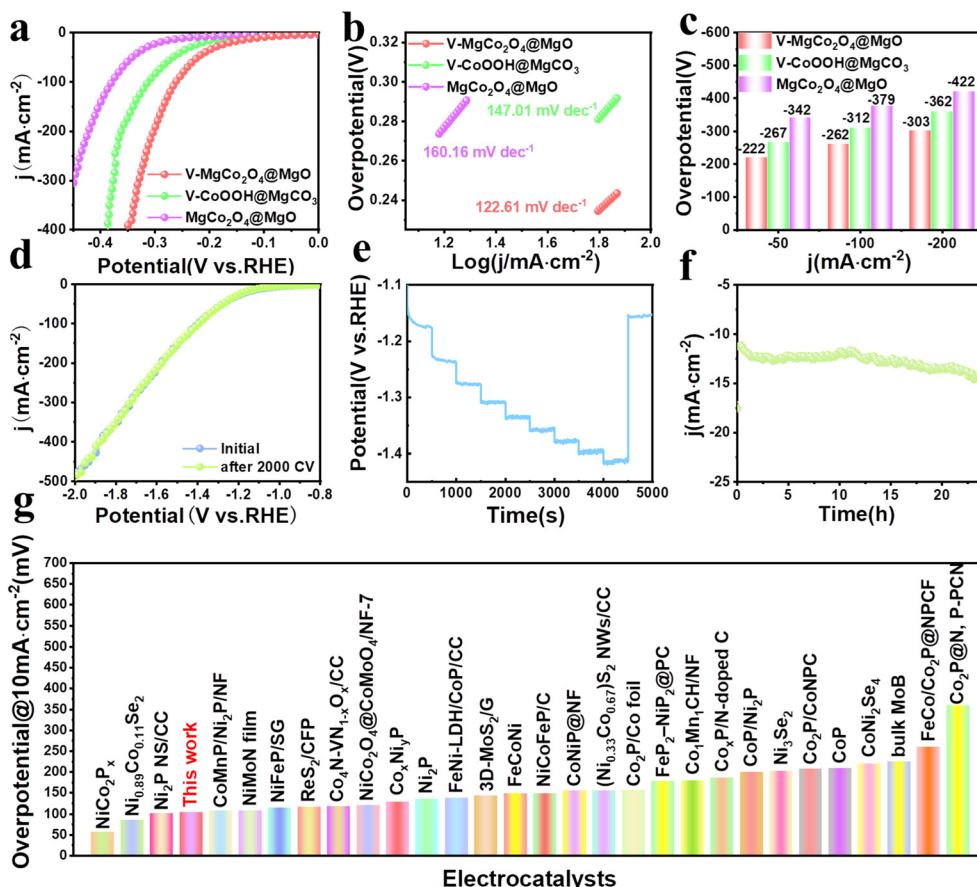 a
0
-100
-200
-300
-400
j (mA·cm⁻²)
-0.4
-0.3
-0.2
-0.1
0.0
Potential(V vs.RHE)
V-MgCo₂O₄@MgO
V-CoOOH@MgCO₃
MgCo₂O₄@MgO
b
0.32
0.30
0.28
0.26
0.24
Overpotential(V)
1.2
1.4
1.6
1.8
2.0
Log(j/mA·cm⁻²)
V-MgCo₂O₄@MgO
V-CoOOH@MgCO₃
MgCo₂O₄@MgO
147.01 mV dec⁻¹
160.16 mV dec⁻¹
122.61 mV dec⁻¹
c
-600
-500
-400
-300
-200
-100
0
Overpotential(V)
V-MgCo₂O₄@MgO
V-CoOOH@MgCO₃
MgCo₂O₄@MgO
-222
-267
-342
-262
-312
-379
-303
-362
-422
-50
-100
-200
j(mA·cm⁻²)
d
0
-100
-200
-300
-400
-500
j (mA·cm⁻²)
-2.0
-1.8
-1.6
-1.4
-1.2
-1.0
-0.8
Potential (V vs.RHE)
Initial
after 2000 CV
e
-1.1
-1.2
-1.3
-1.4
Potential(V vs.RHE)
0
1000
2000
3000
4000
5000
Time(s)
f
-5
-10
-15
-20
j(mA·cm⁻²)
0
5
10
15
20
Time(h)
g
700
650
600
550
500
450
400
350
300
250
200
150
100
50
0
Overpotential@10mA·cm⁻²(mV)
NiCo₂Pₓ
Ni₀.₈₉Co₀.₁₁Se₂
Ni₂P NS/CC
This work
CoMnP/Ni₂P/NF
NiMoN film
NiFeP/SG
ReS₂/CFP
Co₄N-VN₁₋ₓOₓ/CC
NiCo₂O₄@CoMoO₄/NF-7
CoₓNiᵧP
Ni₂P
FeNi-LDH/CoP/CC
3D-MoS₂/G
FeCoNi
NiCoFeP/C
CoNiP@NF
(Ni₀.₃₃Co₀.₆₇)S₂ NWs/CC
Co₂P/Co foil
FeP₂–NiP₂@PC
Co₁Mn₁CH/NF
CoₓP/N-doped C
CoP/Ni₂P
Ni₃Se₂
Co₂P/CoNPC
CoP
CoNi₂Se₄
bulk MoB
FeCo/Co₂P@NPCF
Co₂P@N, P-PCN
Electrocatalysts